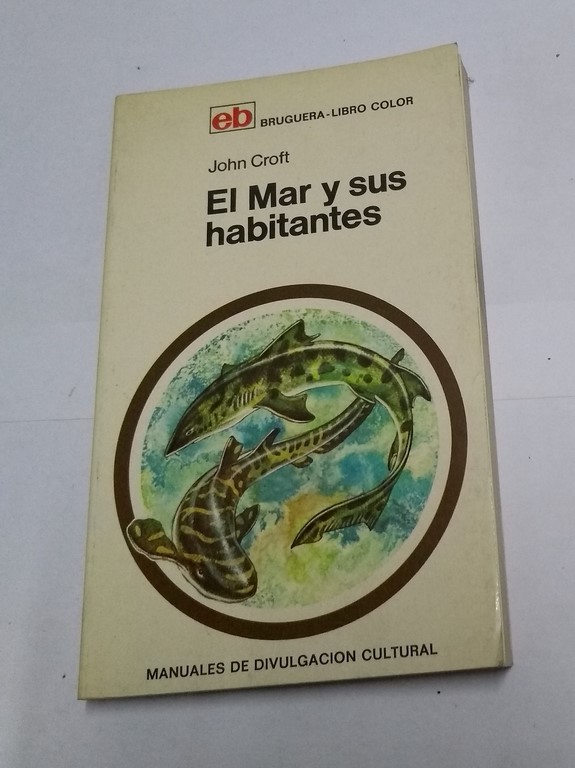 eb BRUGUERA-LIBRO COLOR
John Croft
El Mar y sus
habitantes
MANUALES DE DIVULGACION CULTURAL